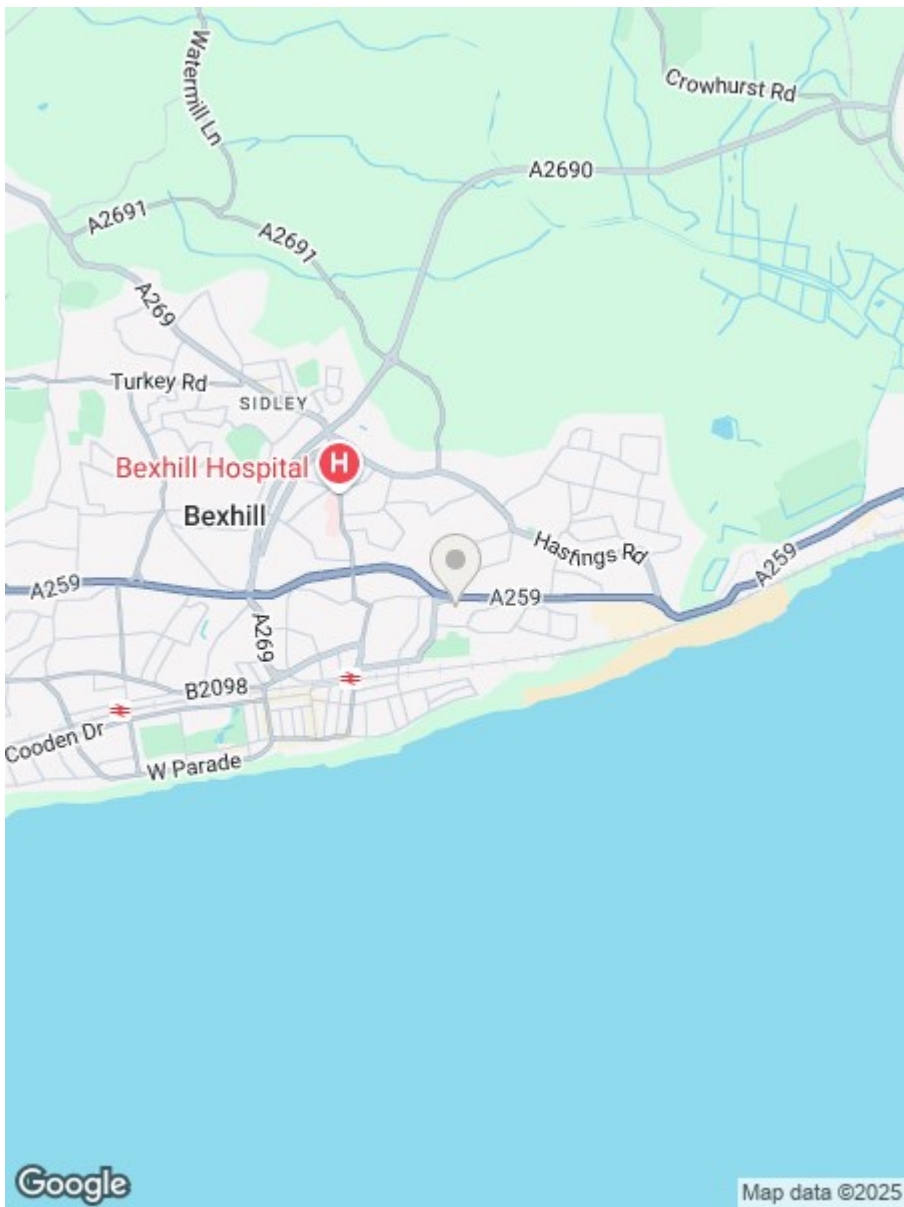 Watermill Ln
Crowhurst Rd
A2690
A2691
A2691
A269
Turkey Rd
SIDLEY
Bexhill Hospital
H
Bexhill
Hastings Rd
A259
A259
A259
A269
B2098
Cooden Dr
W Parade
Google
Map data ©2025